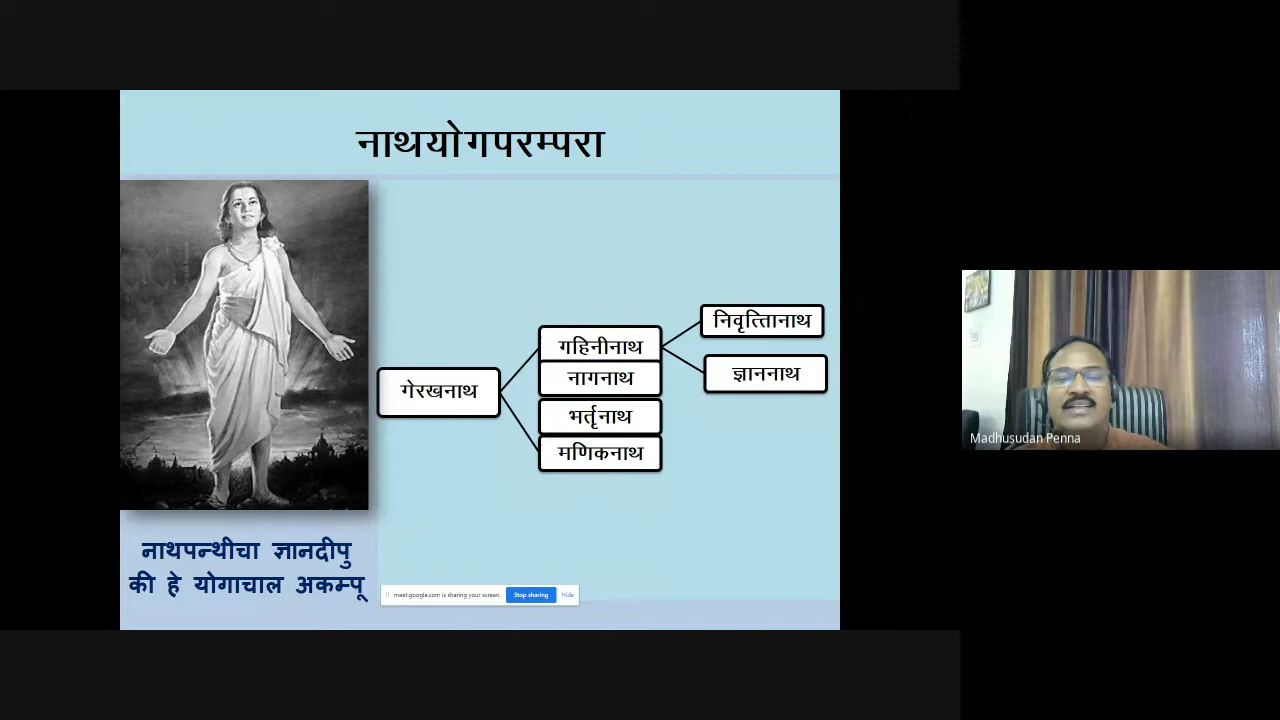 नाथयोगपरम्परा
गेरखनाथ
गहिनीनाथ
नागनाथ
भर्तृनाथ
मणिकनाथ
निवृत्तिानाथ
ज्ञाननाथ
नाथपन्थीचा ज्ञानदीपु
की हे योगाचाल अकम्पू
meet.google.com is sharing your screen.
Stop sharing
Hide
Madhusudan Penna